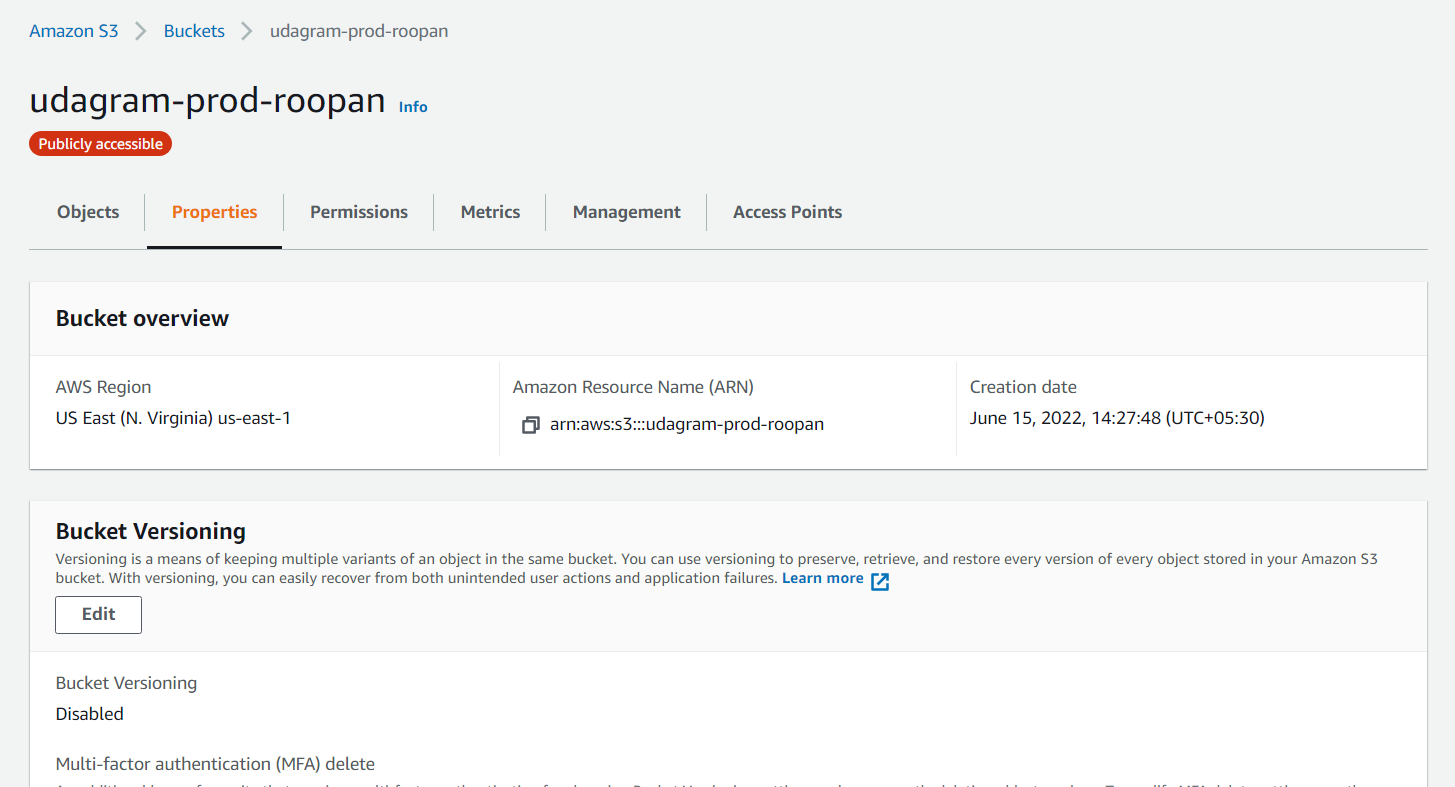 Amazon S3 > Buckets > udagram-prod-roopan
udagram-prod-roopan Info
Publicly accessible
Objects Properties Permissions Metrics Management Access Points
Bucket overview
AWS Region
US East (N. Virginia) us-east-1
Amazon Resource Name (ARN)
arn:aws:s3:::udagram-prod-roopan
Creation date
June 15, 2022, 14:27:48 (UTC+05:30)
Bucket Versioning
Versioning is a means of keeping multiple variants of an object in the same bucket. You can use versioning to preserve, retrieve, and restore every version of every object stored in your Amazon S3
bucket. With versioning, you can easily recover from both unintended user actions and application failures. Learn more
Edit
Bucket Versioning
Disabled
Multi-factor authentication (MFA) delete